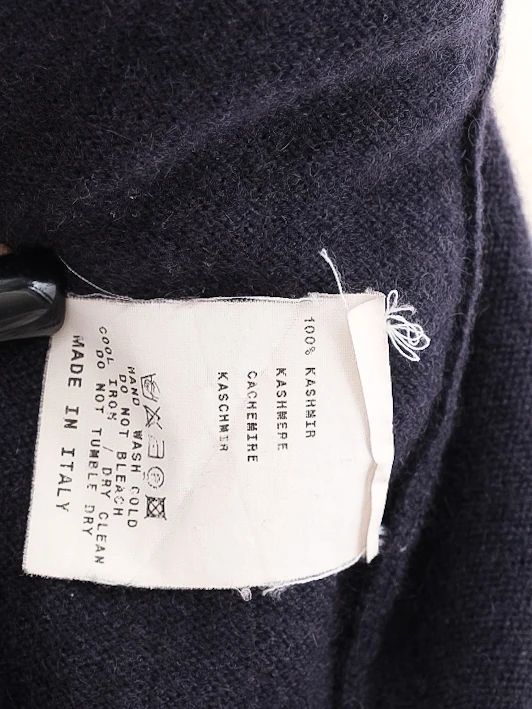 100% KASHMIR
KASHMERE
CACHEMIRE
KASCHMIR
HAND WASH COLD
DO NOT BLEACH
COOL IRON / DRY CLEAN
DO NOT TUMBLE DRY
MADE IN ITALY